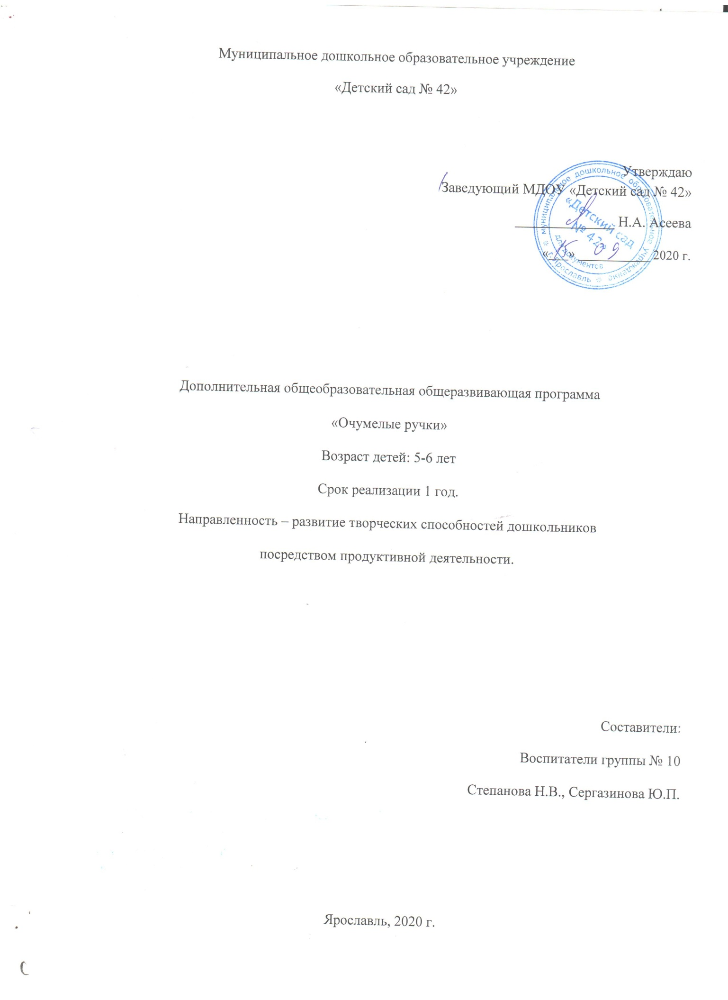 Муниципальное дошкольное образовательное учреждение
«Детский сад № 42»
Утверждаю
Заведующий МДОУ «Детский сад № 42»
Н.А. Асеева
«15» 09 2020 г.
муниципальное дошкольное образовательное учреждение
г. Ярославль
«Детский сад
№ 42»
для документов
Дополнительная общеобразовательная общеразвивающая программа
«Очумелые ручки»
Возраст детей: 5-6 лет
Срок реализации 1 год.
Направленность – развитие творческих способностей дошкольников
посредством продуктивной деятельности.
Составители:
Воспитатели группы № 10
Степанова Н.В., Сергазинова Ю.П.
Ярославль, 2020 г.